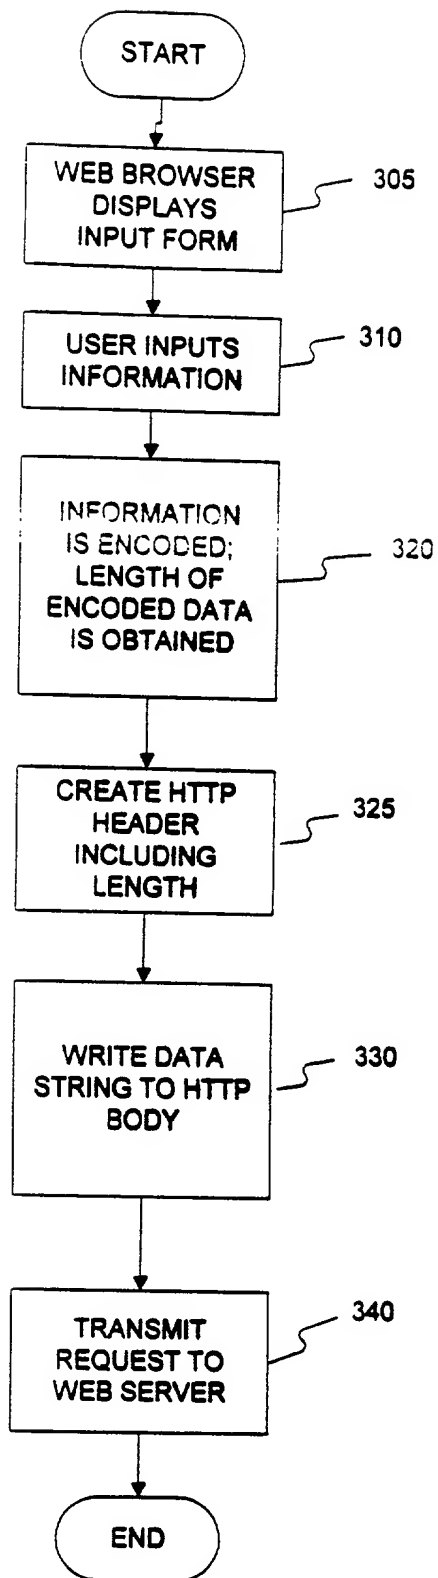 START
WEB BROWSER
DISPLAYS
INPUT FORM
305
USER INPUTS
INFORMATION
310
INFORMATION
IS ENCODED;
LENGTH OF
ENCODED DATA
IS OBTAINED
320
CREATE HTTP
HEADER
INCLUDING
LENGTH
325
WRITE DATA
STRING TO HTTP
BODY
330
TRANSMIT
REQUEST TO
WEB SERVER
340
END